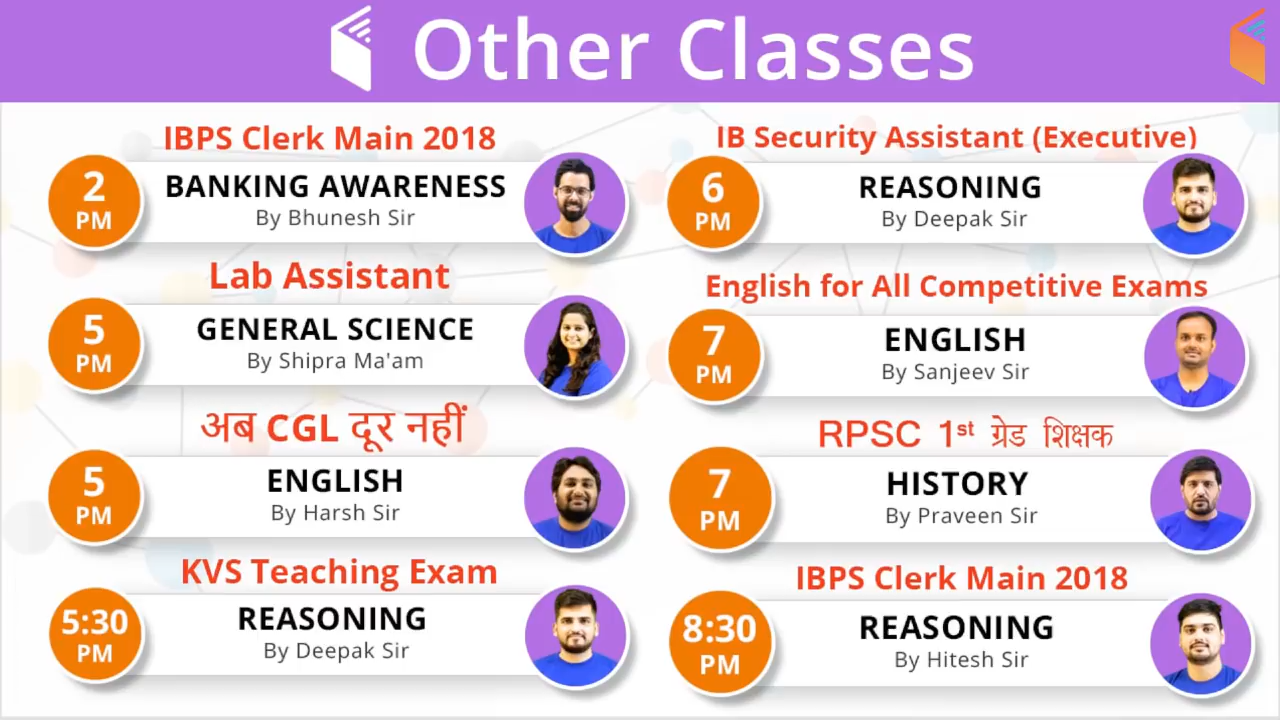 Other Classes
IBPS Clerk Main 2018
2
PM
BANKING AWARENESS
By Bhunesh Sir
Lab Assistant
5
PM
GENERAL SCIENCE
By Shipra Ma'am
अब CGL दूर नहीं
5
PM
ENGLISH
By Harsh Sir
KVS Teaching Exam
5:30
PM
REASONING
By Deepak Sir
IB Security Assistant (Executive)
6
PM
REASONING
By Deepak Sir
English for All Competitive Exams
7
PM
ENGLISH
By Sanjeev Sir
RPSC 1st ग्रेड शिक्षक
7
PM
HISTORY
By Praveen Sir
IBPS Clerk Main 2018
8:30
PM
REASONING
By Hitesh Sir